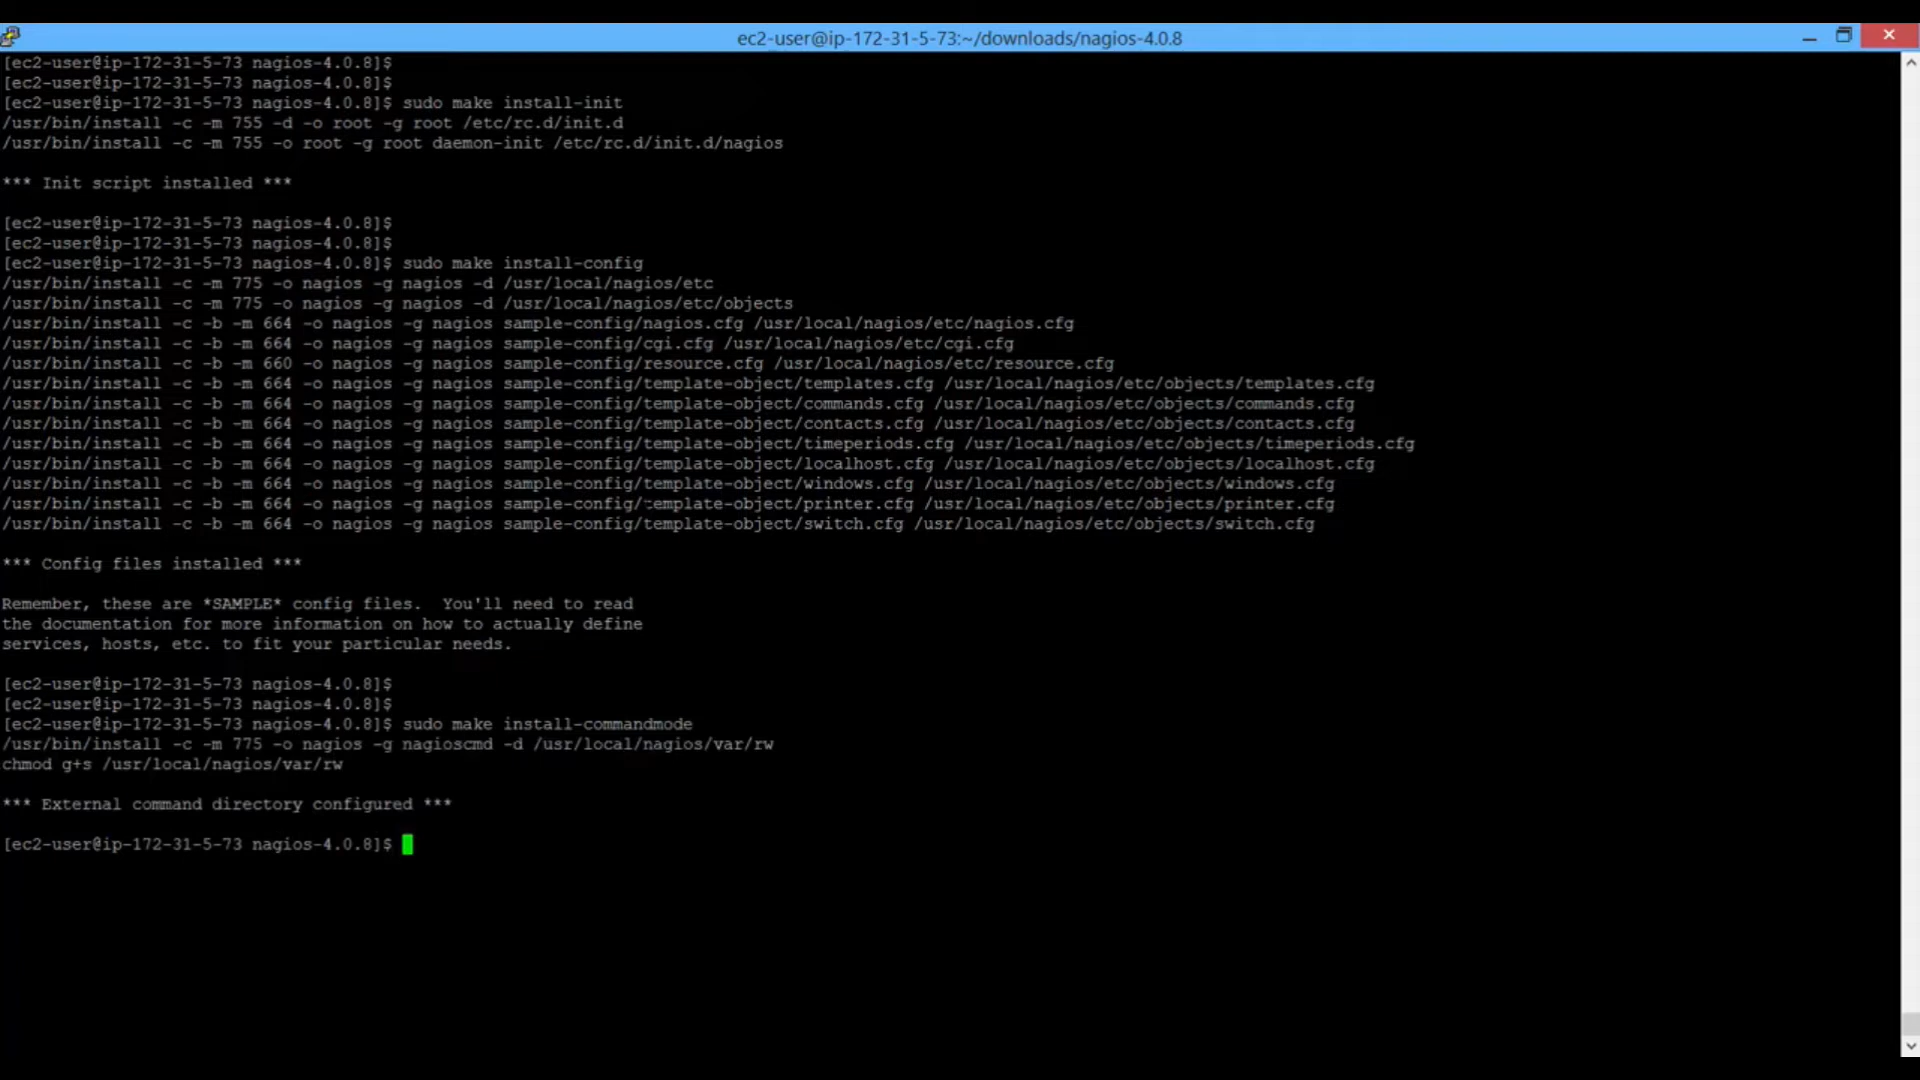 ec2-user@ip-172-31-5-73:~/downloads/nagios-4.0.8
[ec2-user@ip-172-31-5-73 nagios-4.0.8]$
[ec2-user@ip-172-31-5-73 nagios-4.0.8]$
[ec2-user@ip-172-31-5-73 nagios-4.0.8]$ sudo make install-init
/usr/bin/install -c -m 755 -d -o root -g root /etc/rc.d/init.d
/usr/bin/install -c -m 755 -o root -g root daemon-init /etc/rc.d/init.d/nagios
*** Init script installed ***
[ec2-user@ip-172-31-5-73 nagios-4.0.8]$
[ec2-user@ip-172-31-5-73 nagios-4.0.8]$
[ec2-user@ip-172-31-5-73 nagios-4.0.8]$ sudo make install-config
/usr/bin/install -c -m 775 -o nagios -g nagios -d /usr/local/nagios/etc
/usr/bin/install -c -m 775 -o nagios -g nagios -d /usr/local/nagios/etc/objects
/usr/bin/install -c -b -m 664 -o nagios -g nagios sample-config/nagios.cfg /usr/local/nagios/etc/nagios.cfg
/usr/bin/install -c -b -m 664 -o nagios -g nagios sample-config/cgi.cfg /usr/local/nagios/etc/cgi.cfg
/usr/bin/install -c -b -m 660 -o nagios -g nagios sample-config/resource.cfg /usr/local/nagios/etc/resource.cfg
/usr/bin/install -c -b -m 664 -o nagios -g nagios sample-config/template-object/templates.cfg /usr/local/nagios/etc/objects/templates.cfg
/usr/bin/install -c -b -m 664 -o nagios -g nagios sample-config/template-object/commands.cfg /usr/local/nagios/etc/objects/commands.cfg
/usr/bin/install -c -b -m 664 -o nagios -g nagios sample-config/template-object/contacts.cfg /usr/local/nagios/etc/objects/contacts.cfg
/usr/bin/install -c -b -m 664 -o nagios -g nagios sample-config/template-object/timeperiods.cfg /usr/local/nagios/etc/objects/timeperiods.cfg
/usr/bin/install -c -b -m 664 -o nagios -g nagios sample-config/template-object/localhost.cfg /usr/local/nagios/etc/objects/localhost.cfg
/usr/bin/install -c -b -m 664 -o nagios -g nagios sample-config/template-object/windows.cfg /usr/local/nagios/etc/objects/windows.cfg
/usr/bin/install -c -b -m 664 -o nagios -g nagios sample-config/template-object/printer.cfg /usr/local/nagios/etc/objects/printer.cfg
/usr/bin/install -c -b -m 664 -o nagios -g nagios sample-config/template-object/switch.cfg /usr/local/nagios/etc/objects/switch.cfg
*** Config files installed ***
Remember, these are *SAMPLE* config files.  You'll need to read
the documentation for more information on how to actually define
services, hosts, etc. to fit your particular needs.
[ec2-user@ip-172-31-5-73 nagios-4.0.8]$
[ec2-user@ip-172-31-5-73 nagios-4.0.8]$
[ec2-user@ip-172-31-5-73 nagios-4.0.8]$ sudo make install-commandmode
/usr/bin/install -c -m 775 -o nagios -g nagioscmd -d /usr/local/nagios/var/rw
chmod g+s /usr/local/nagios/var/rw
*** External command directory configured ***
[ec2-user@ip-172-31-5-73 nagios-4.0.8]$